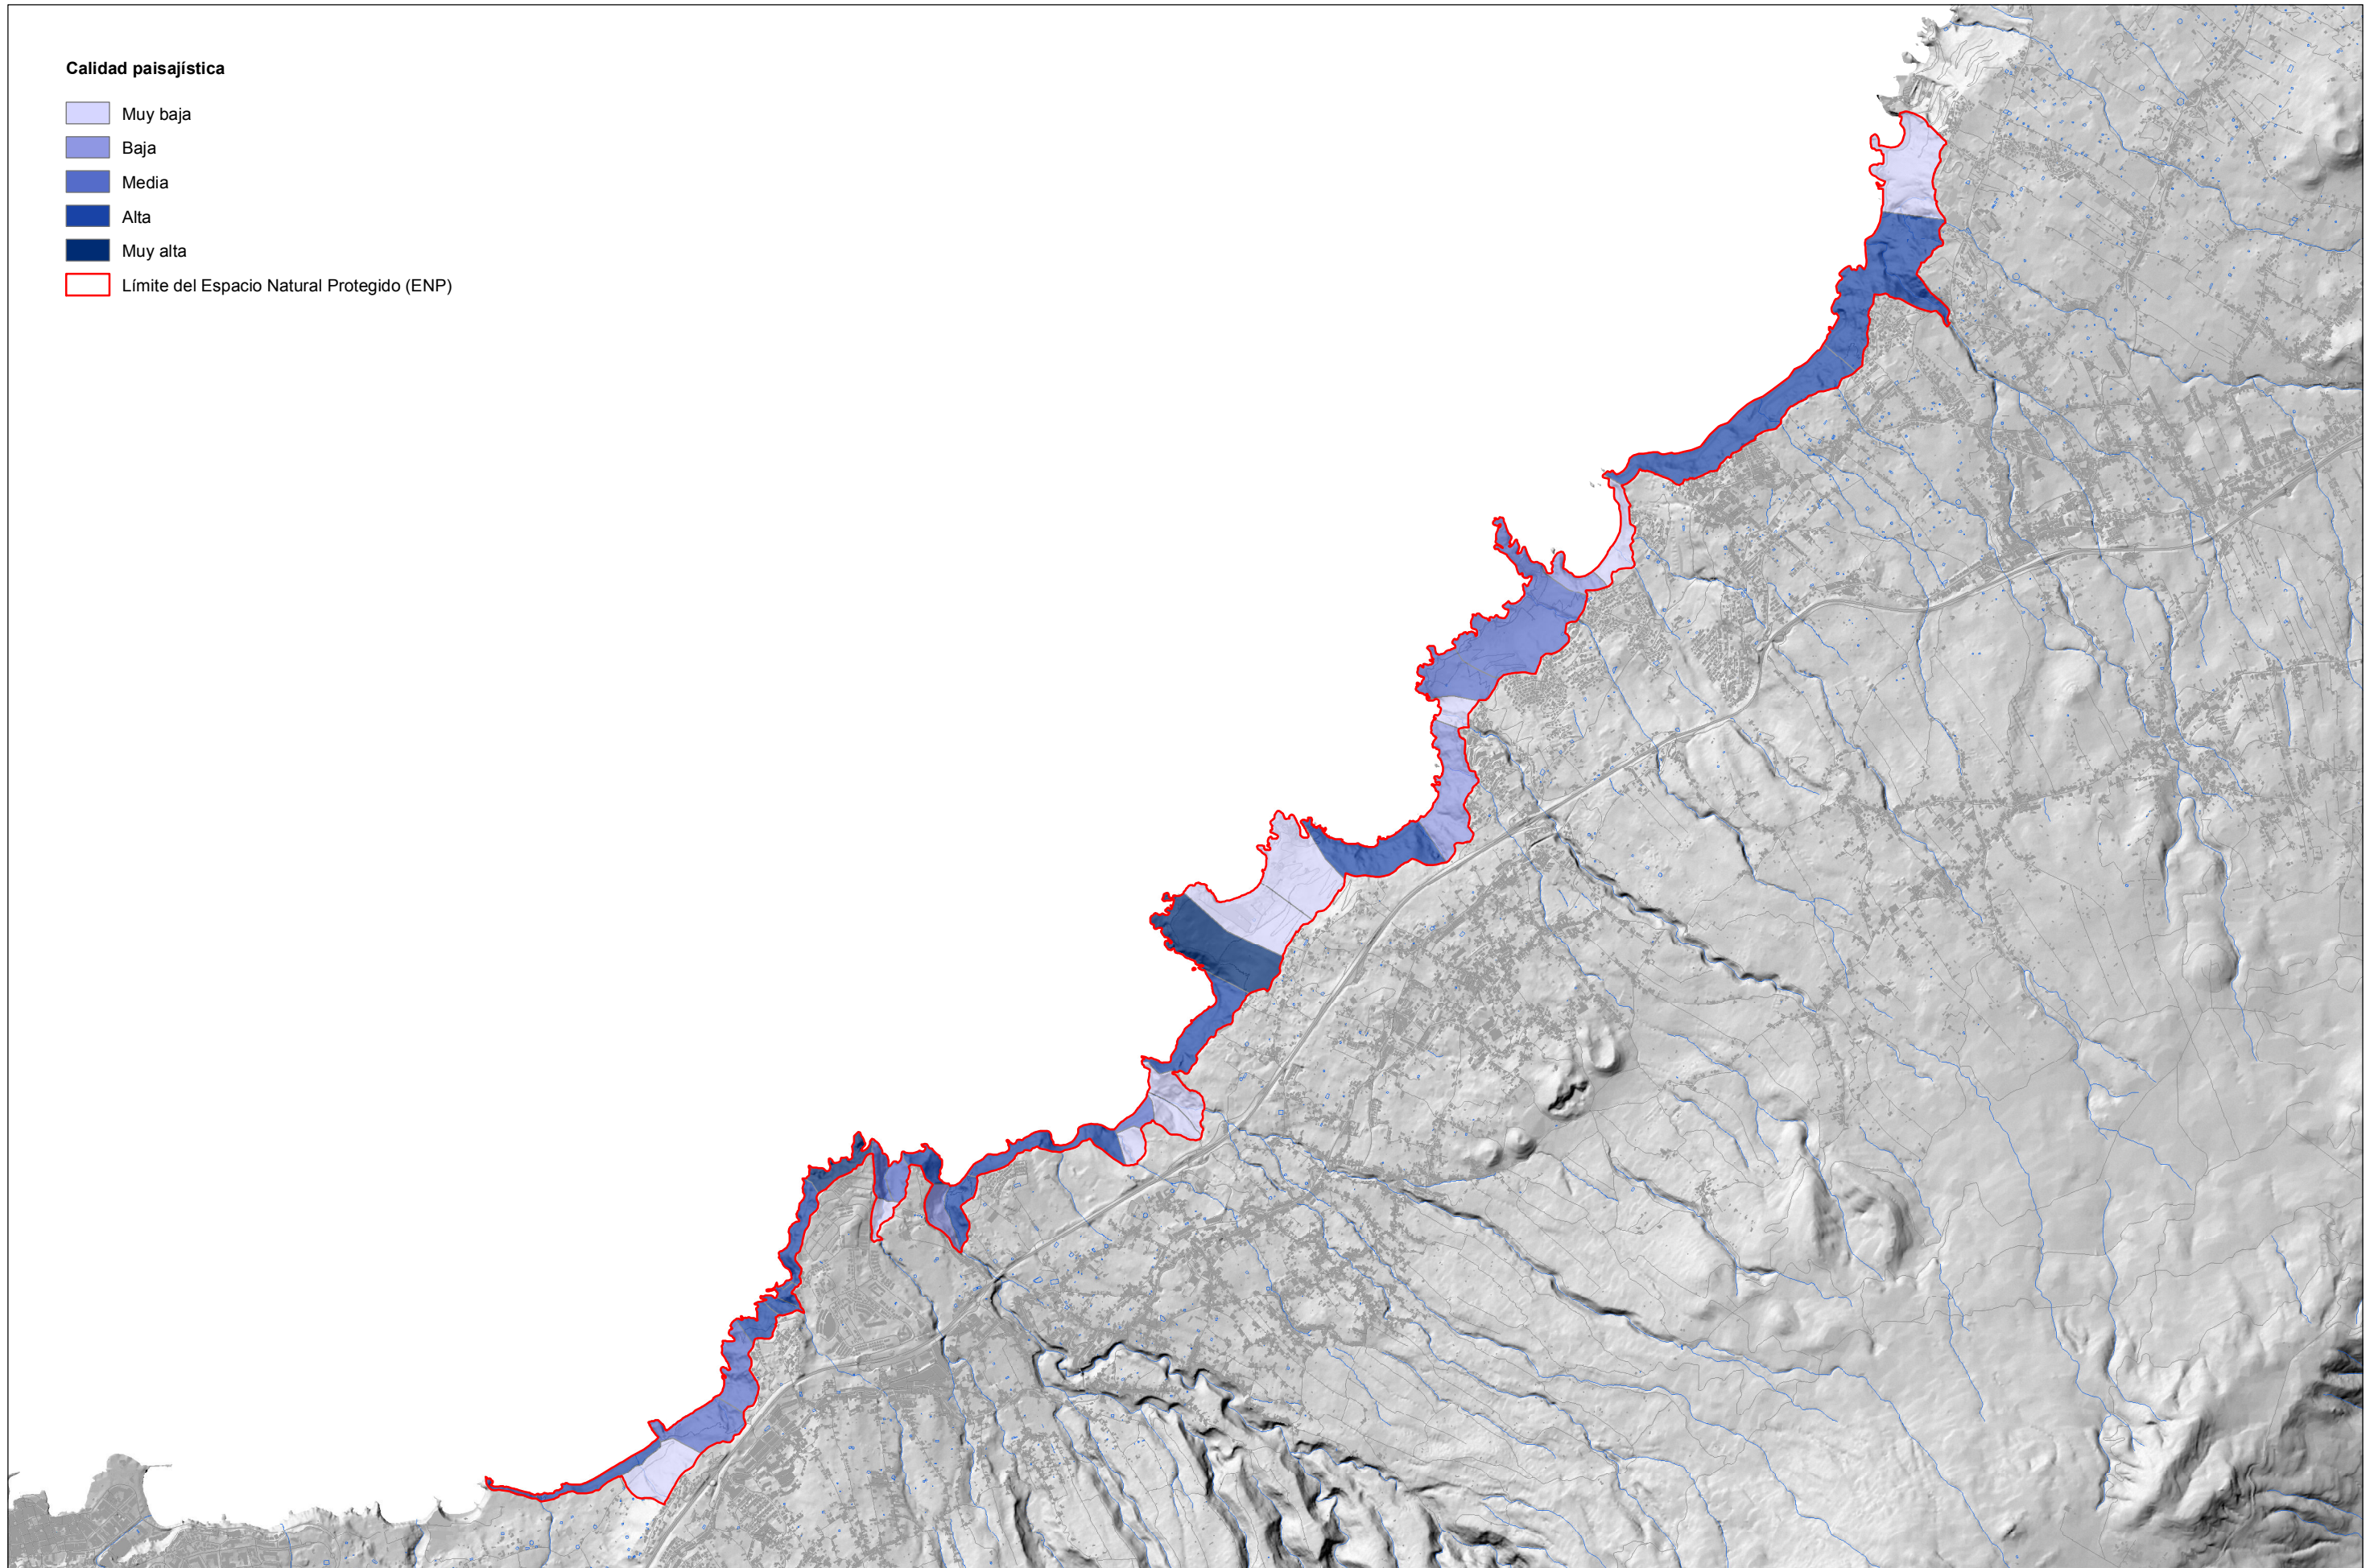 Calidad paisajística
Muy baja
Baja
Media
Alta
Muy alta
Límite del Espacio Natural Protegido (ENP)